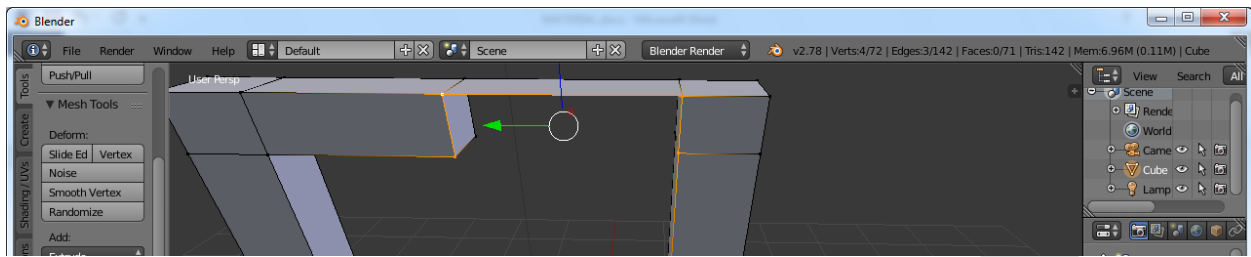 Blender
File Render Window Help Default Scene Blender Render v2.78 | Verts:4/72 | Edges:3/142 | Faces:0/71 | Tris:142 | Mem:6.96M (0.11M) | Cube
Push/Pull
User Persp
View Search All
Tools
Mesh Tools
Scene
Rende
Create
Deform:
World
Slide Ed Vertex
Came
Noise
Cube
Shading / UVs
Smooth Vertex
Lamp
Randomize
Add: